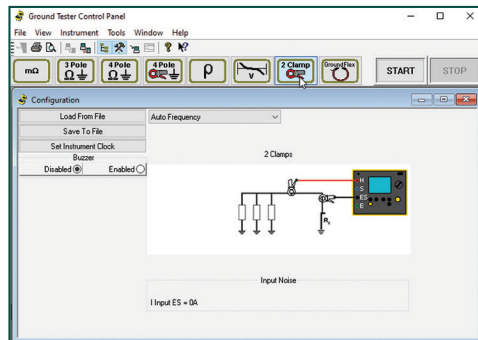 Ground Tester Control Panel
File View Instrument Tools Window Help
mΩ
3 Pole
Ω
4 Pole
Ω
4 Pole
ρ
V
2 Clamp
GroundFlex
START
STOP
Configuration
Load From File
Auto Frequency
Save To File
Set Instrument Clock
Buzzer
Disabled
Enabled
2 Clamps
H
S
ES
E
Input Noise
I Input ES = 0A